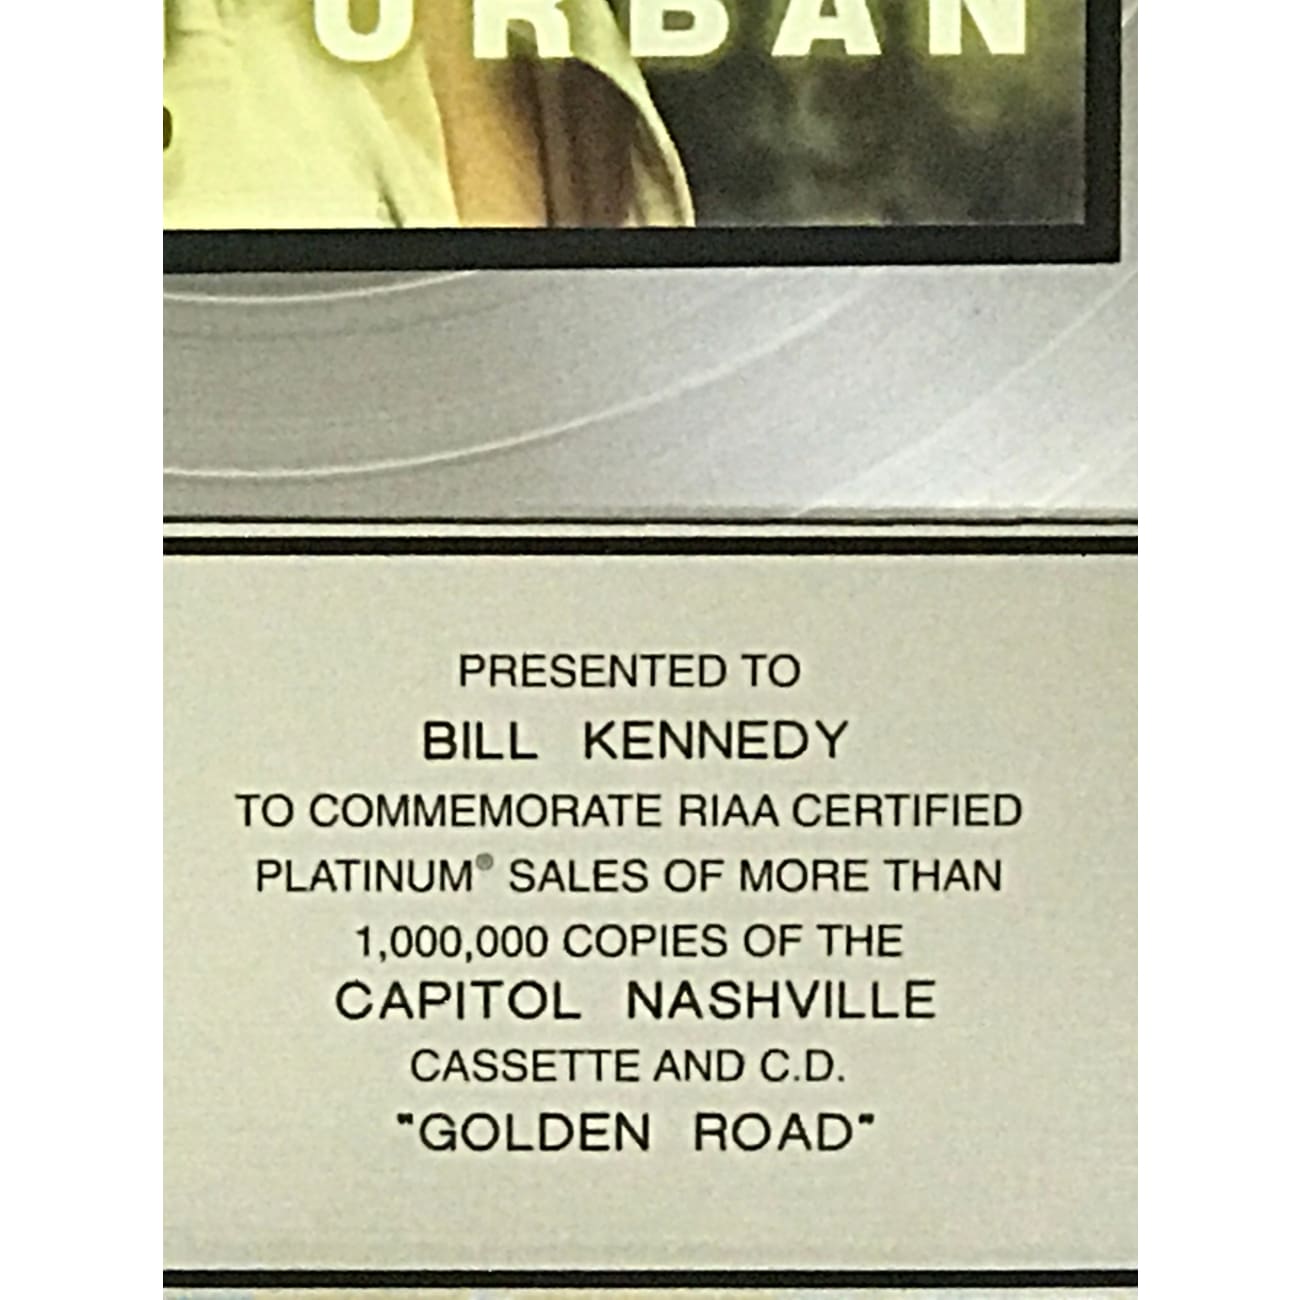 URBAN
PRESENTED TO
BILL KENNEDY
TO COMMEMORATE RIAA CERTIFIED
PLATINUM® SALES OF MORE THAN
1,000,000 COPIES OF THE
CAPITOL NASHVILLE
CASSETTE AND C.D.
"GOLDEN ROAD"